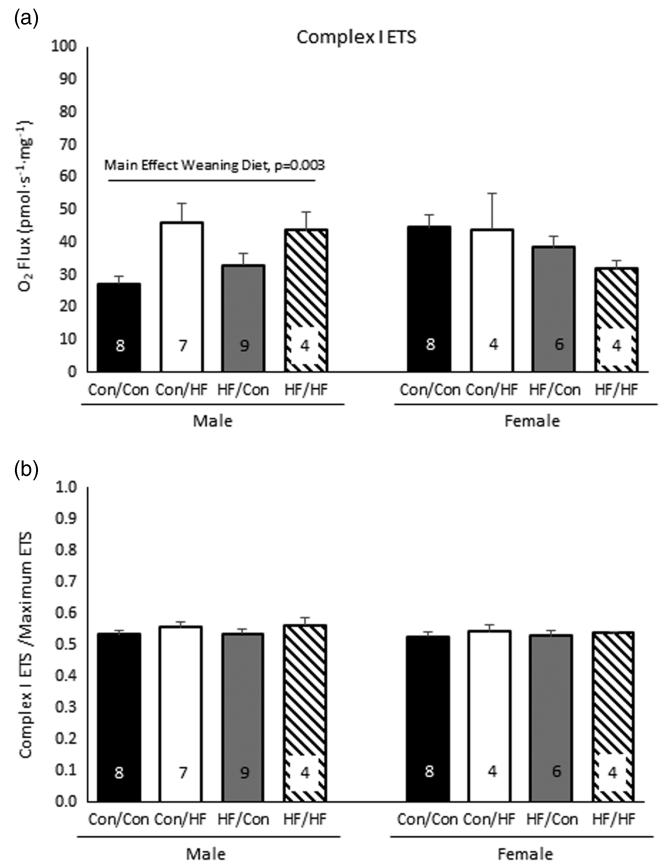 (a)
Complex I ETS
O₂ Flux (pmol·s⁻¹·mg⁻¹)
100
90
80
70
60
50
40
30
20
10
0
Main Effect Weaning Diet, p=0.003
8 7 9 4 8 4 6 4
Con/Con Con/HF HF/Con HF/HF Con/Con Con/HF HF/Con HF/HF
Male Female
(b)
Complex I ETS /Maximum ETS
1.0
0.9
0.8
0.7
0.6
0.5
0.4
0.3
0.2
0.1
0.0
8 7 9 4 8 4 6 4
Con/Con Con/HF HF/Con HF/HF Con/Con Con/HF HF/Con HF/HF
Male Female